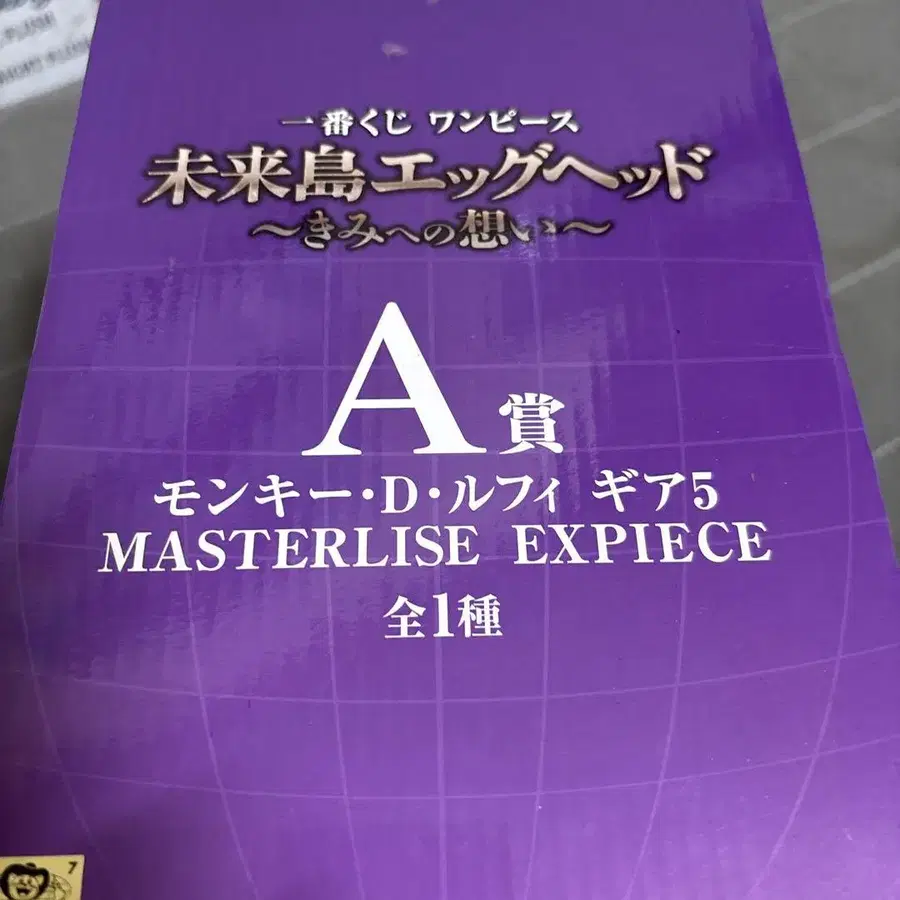 一番くじ ワンピース
未来島エッグヘッド
～きみへの想い～
A賞
モンキー・D・ルフィ ギア5
MASTERLISE EXPIECE
全1種
7